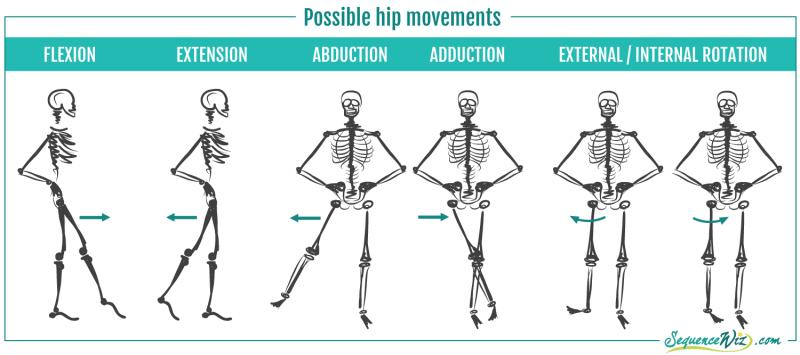 Possible hip movements
FLEXION
EXTENSION
ABDUCTION
ADDUCTION
EXTERNAL / INTERNAL ROTATION
SequenceWiz.com